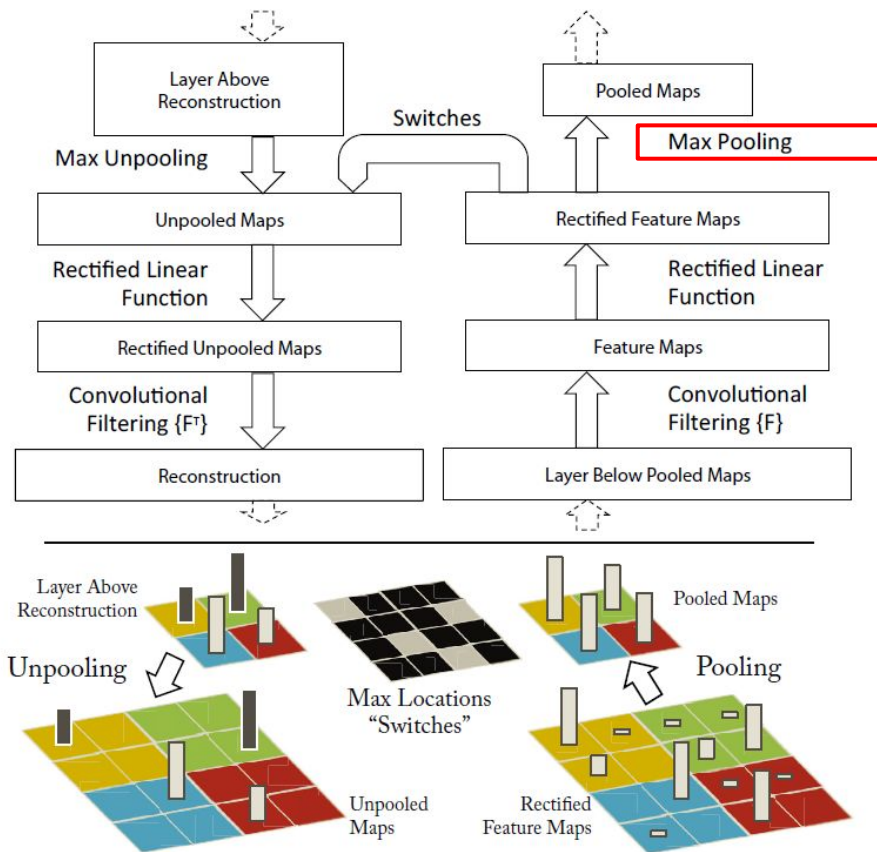 Layer Above
Reconstruction
Pooled Maps
Switches
Max Unpooling
Max Pooling
Unpooled Maps
Rectified Feature Maps
Rectified Linear
Function
Rectified Linear
Function
Rectified Unpooled Maps
Feature Maps
Convolutional
Filtering {Fᵀ}
Convolutional
Filtering {F}
Reconstruction
Layer Below Pooled Maps
Layer Above
Reconstruction
Pooled Maps
Unpooling
Max Locations
"Switches"
Pooling
Unpooled
Maps
Rectified
Feature Maps